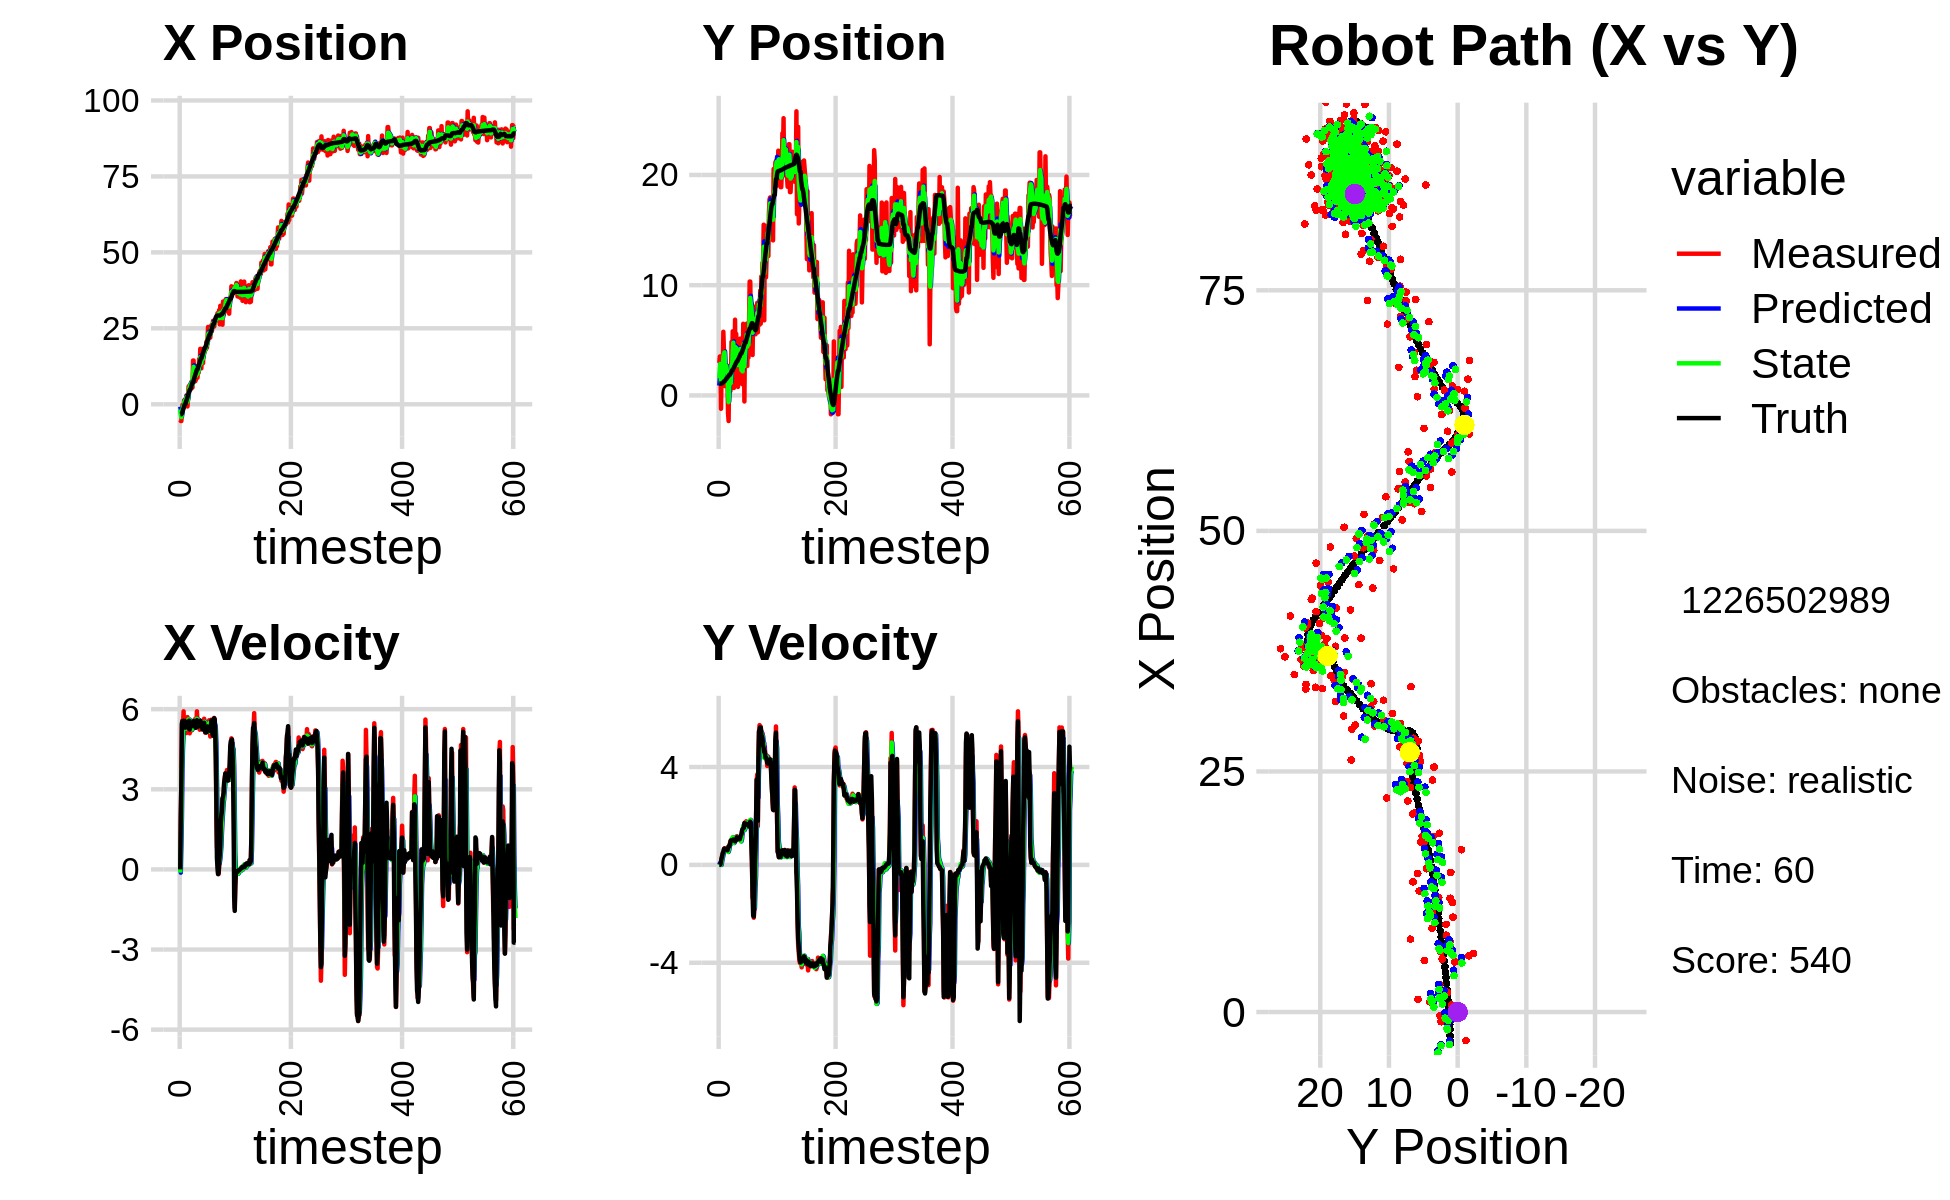 X Position
100
75
50
25
0
0
200
400
600
timestep
Y Position
20
10
0
0
200
400
600
timestep
X Velocity
6
3
0
-3
-6
0
200
400
600
timestep
Y Velocity
4
0
-4
0
200
400
600
timestep
Robot Path (X vs Y)
X Position
75
50
25
0
20 10 0 -10 -20
Y Position
variable
Measured
Predicted
State
Truth
1226502989
Obstacles: none
Noise: realistic
Time: 60
Score: 540